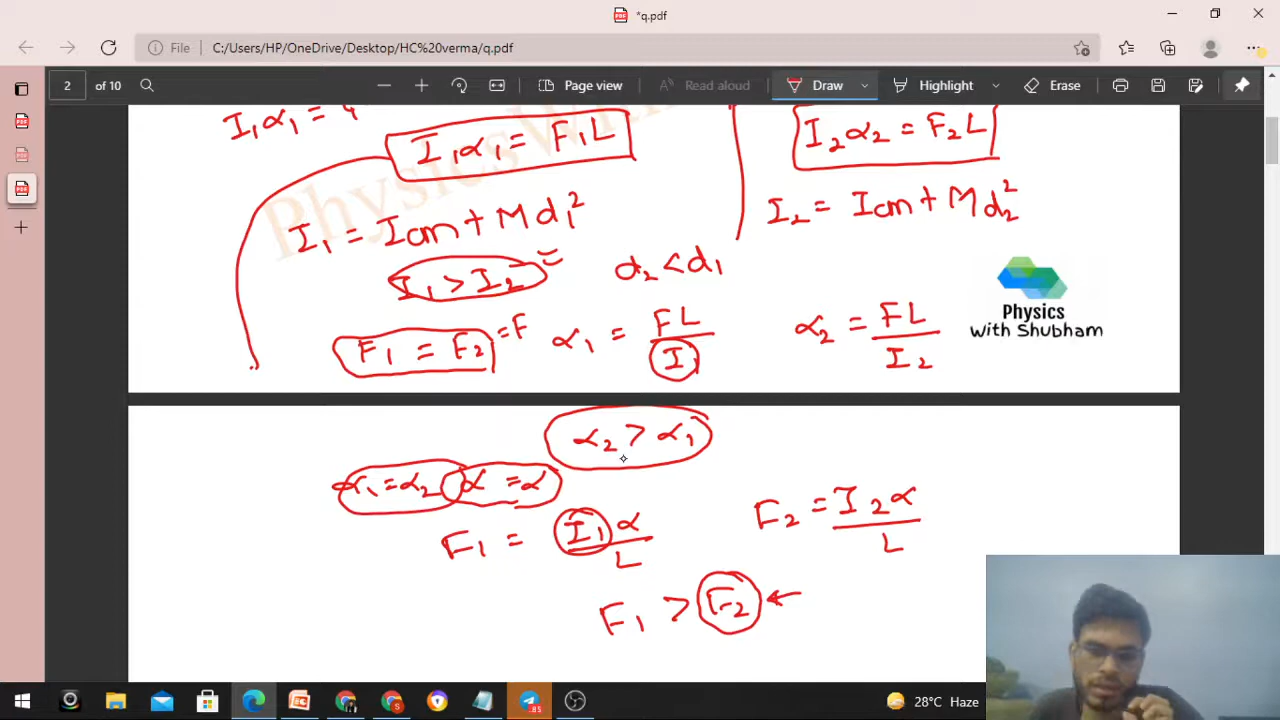 *q.pdf
File C:/Users/HP/OneDrive/Desktop/HC%20verma/q.pdf
2 of 10 Page view Read aloud Draw Highlight Erase
I₁α₁ =
I₁α₁ = F₁L
I₂α₂ = F₂L
I₁ = Icm + Md₁²
I₂ = Icm + Md₂²
I₁ > I₂
d₂ < d₁
F₁ = F₂ = F
α₁ = FL / I₁
α₂ = FL / I₂
Physics
with Shubham
α₂ > α₁
α₁ = α₂ α = α
F₁ = I₁α / L
F₂ = I₂α / L
F₁ > F₂ ←
85
28°C Haze